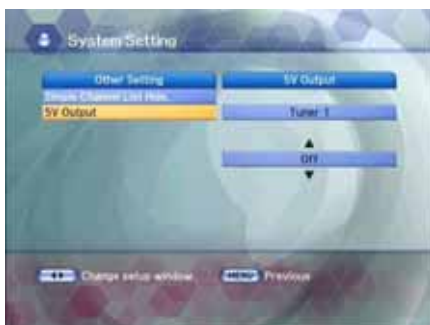 System Setting
Other Setting
5V Output
Simple Channel List
5V Output
Tuner 1
Off
Change setup window
MENU
Previous